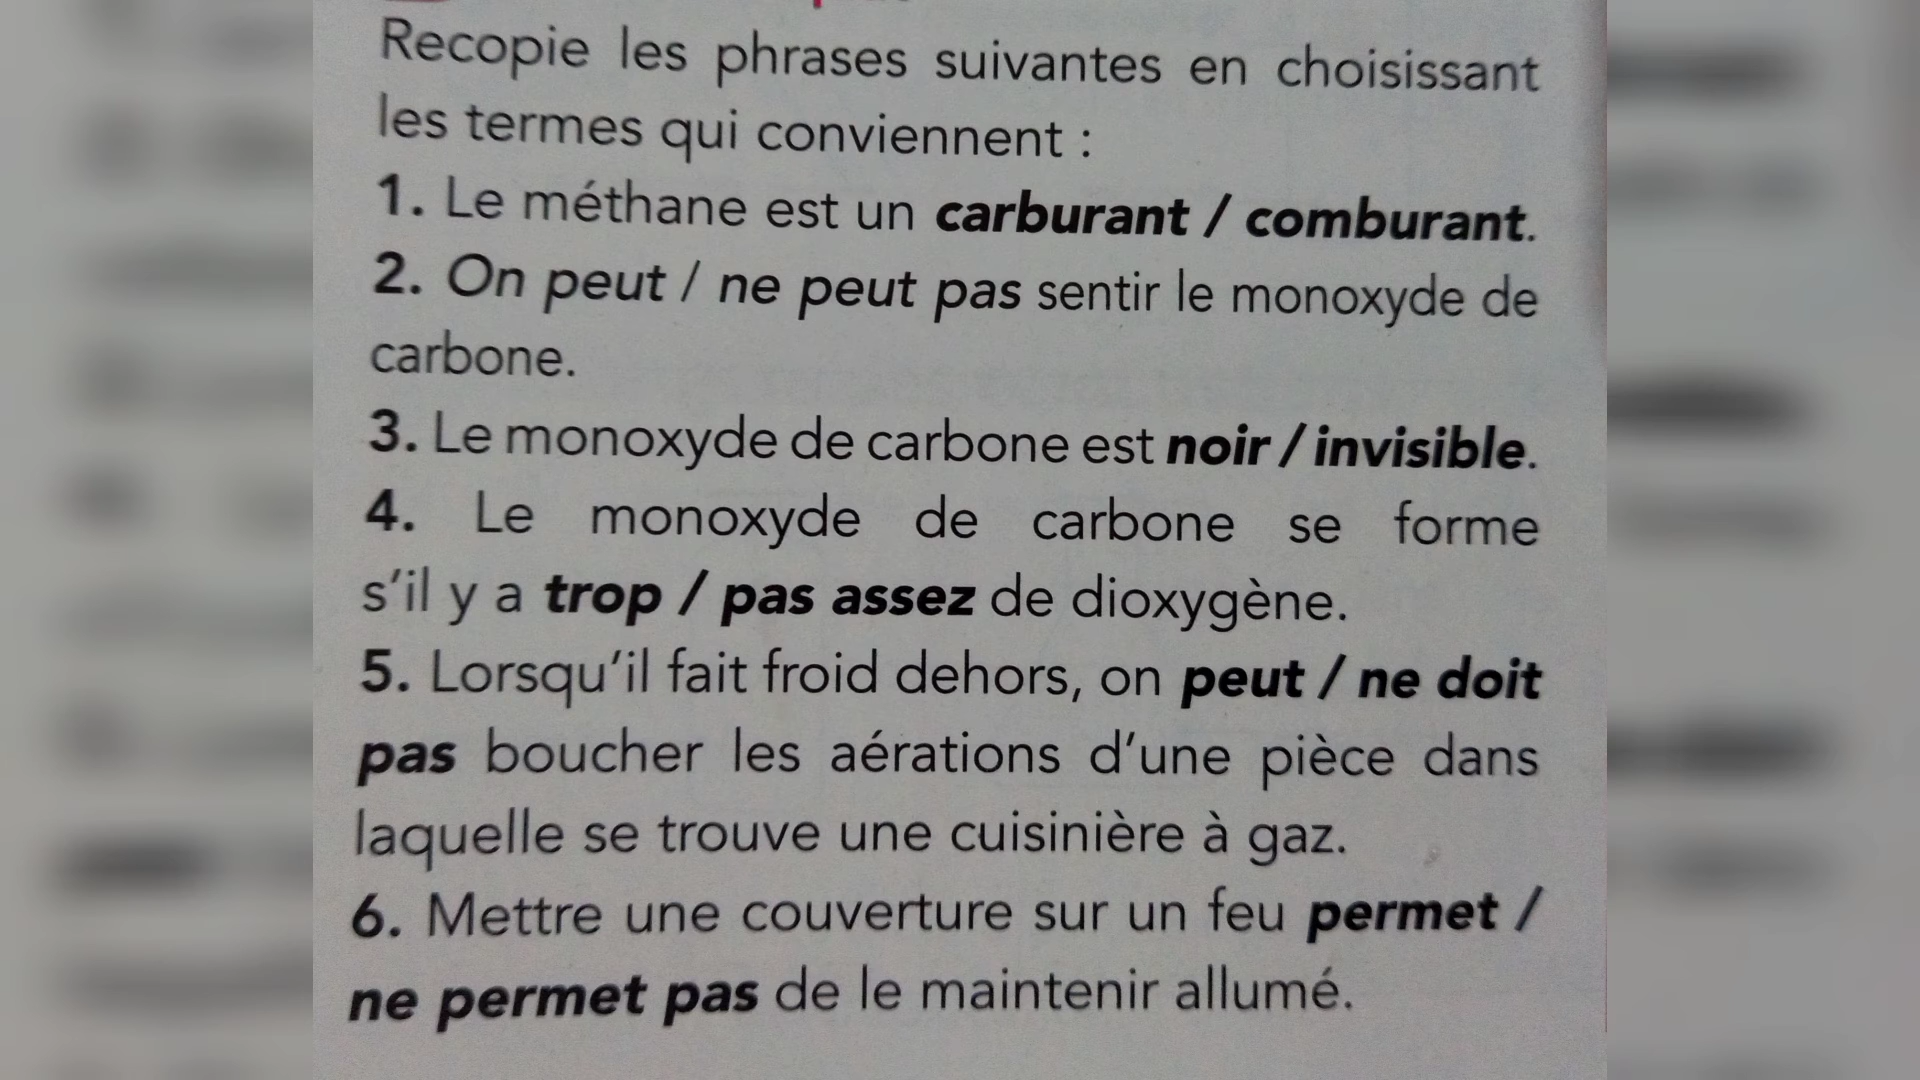 Recopie les phrases suivantes en choisissant
les termes qui conviennent :
1. Le méthane est un carburant / comburant.
2. On peut / ne peut pas sentir le monoxyde de
carbone.
3. Le monoxyde de carbone est noir / invisible.
4. Le monoxyde de carbone se forme
s'il y a trop / pas assez de dioxygène.
5. Lorsqu'il fait froid dehors, on peut / ne doit
pas boucher les aérations d'une pièce dans
laquelle se trouve une cuisinière à gaz.
6. Mettre une couverture sur un feu permet /
ne permet pas de le maintenir allumé.